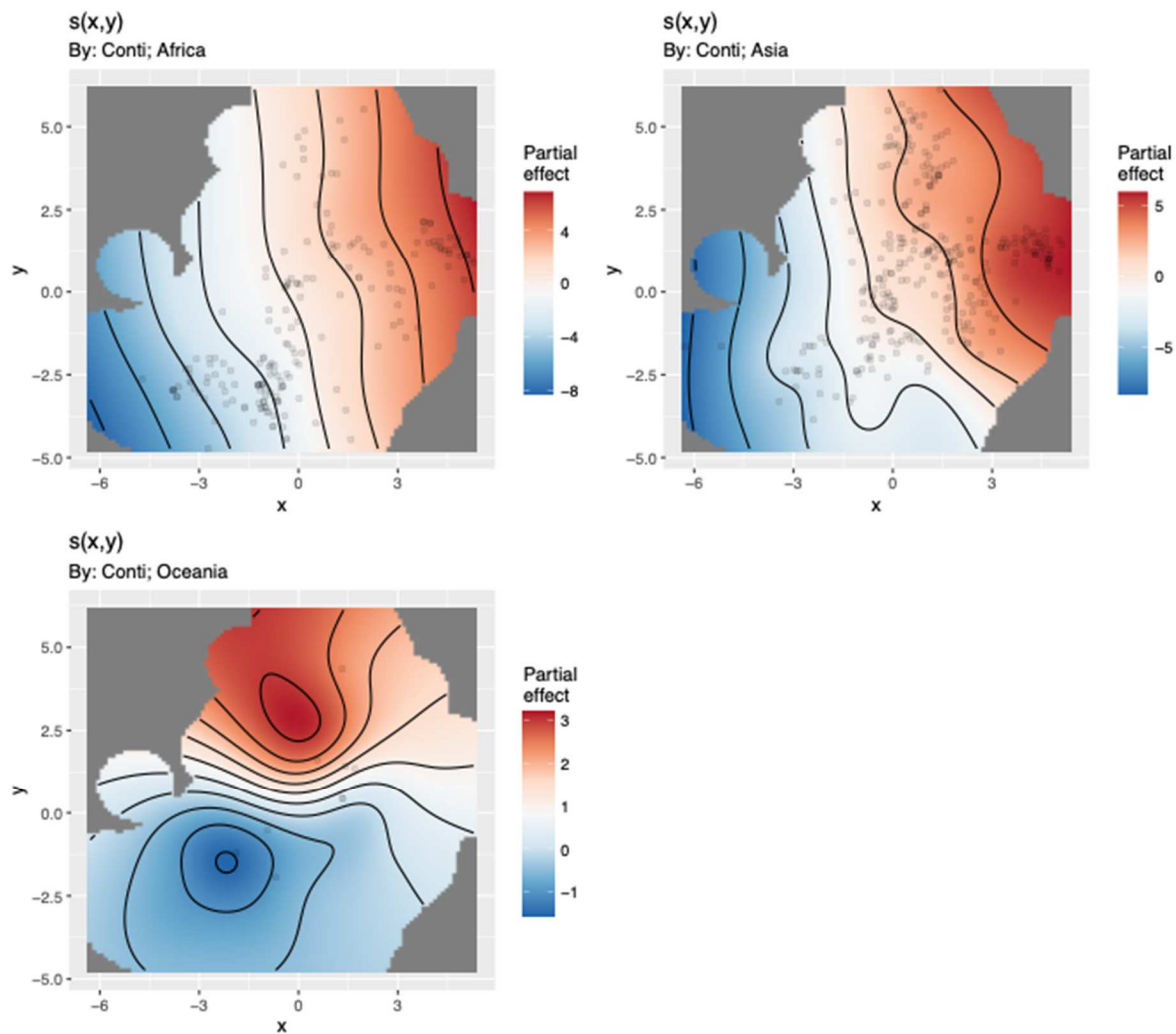 s(x,y)
By: Conti; Africa
5.0
2.5
0.0
−2.5
−5.0
y
−6 −3 0 3
x
Partial
effect
4
0
−4
−8
s(x,y)
By: Conti; Asia
5.0
2.5
0.0
−2.5
−5.0
y
−6 −3 0 3
x
Partial
effect
5
0
−5
s(x,y)
By: Conti; Oceania
5.0
2.5
0.0
−2.5
−5.0
y
−6 −3 0 3
x
Partial
effect
3
2
1
0
−1